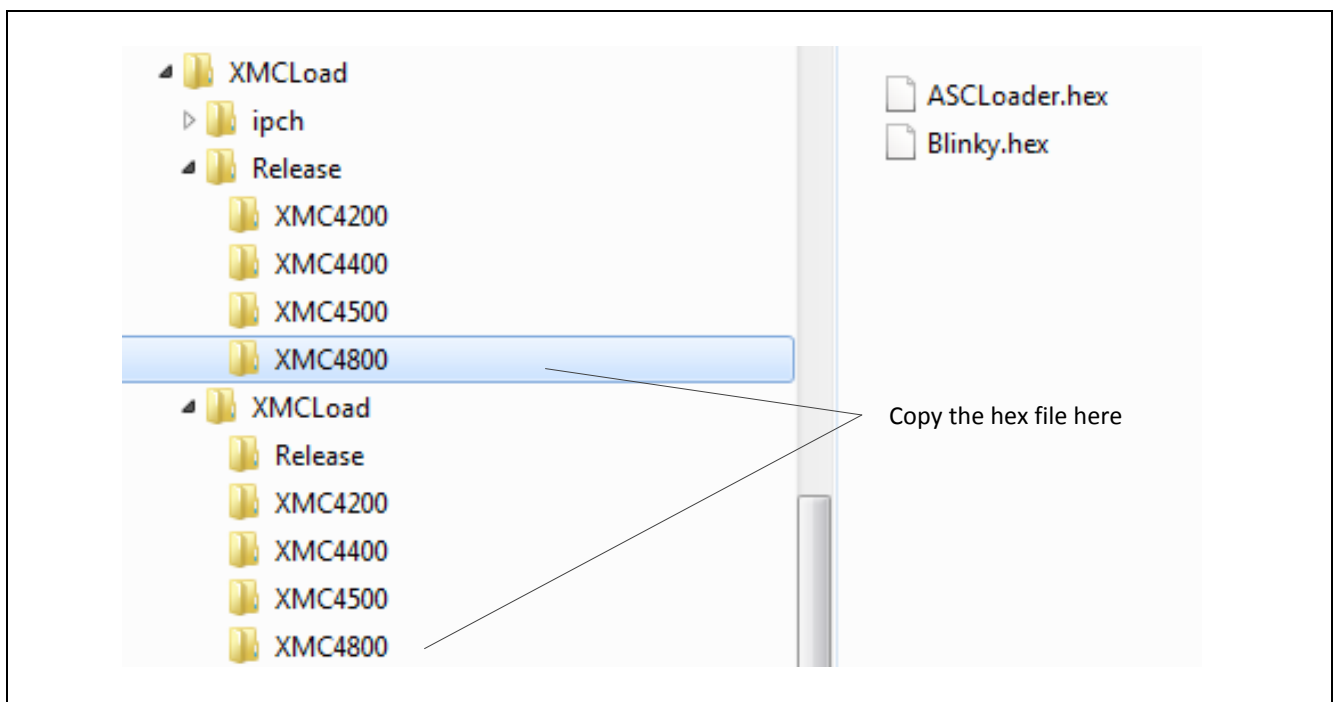 XMCLoad
ipch
Release
XMC4200
XMC4400
XMC4500
XMC4800
XMCLoad
Release
XMC4200
XMC4400
XMC4500
XMC4800
ASCLoader.hex
Blinky.hex
Copy the hex file here